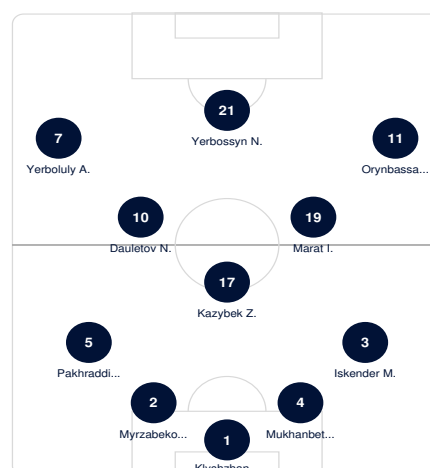 21
Yerbossyn N.
7
Yerboluly A.
11
Orynbassa...
10
Dauletov N.
19
Marat I.
17
Kazybek Z.
5
Pakhraddi...
3
Iskender M.
2
Myrzabeko...
4
Mukhanbet...
1